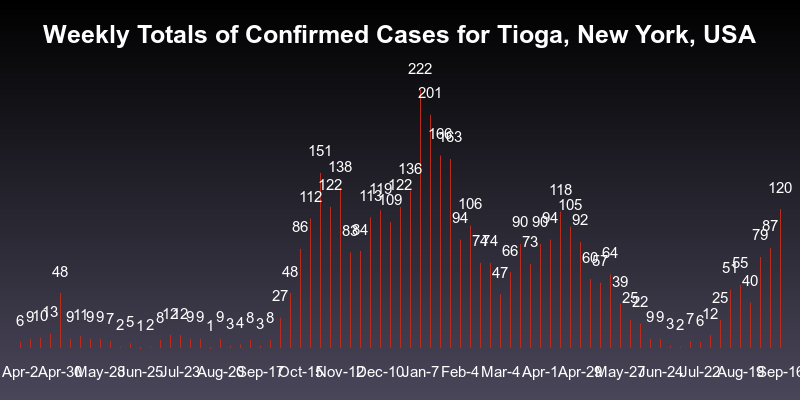 Weekly Totals of Confirmed Cases for Tioga, New York, USA
222
201
166 163
151
138
136
122 119 122 120
112 113 109 118
106 105
86 83 84 94 90 90 94 92 87
74 74 73 79
66 60 57 64
48 48 47 51 55
39 40
27 25 22 25
6 9 10 13 9 11 9 9 7 2 5 1 2 8 12 12 9 9 1 9 3 4 8 3 8 9 9 3 2 7 6 12
Apr-2 Apr-30 May-28 Jun-25 Jul-23 Aug-20 Sep-17 Oct-15 Nov-12 Dec-10 Jan-7 Feb-4 Mar-4 Apr-1 Apr-29 May-27 Jun-24 Jul-22 Aug-19 Sep-16